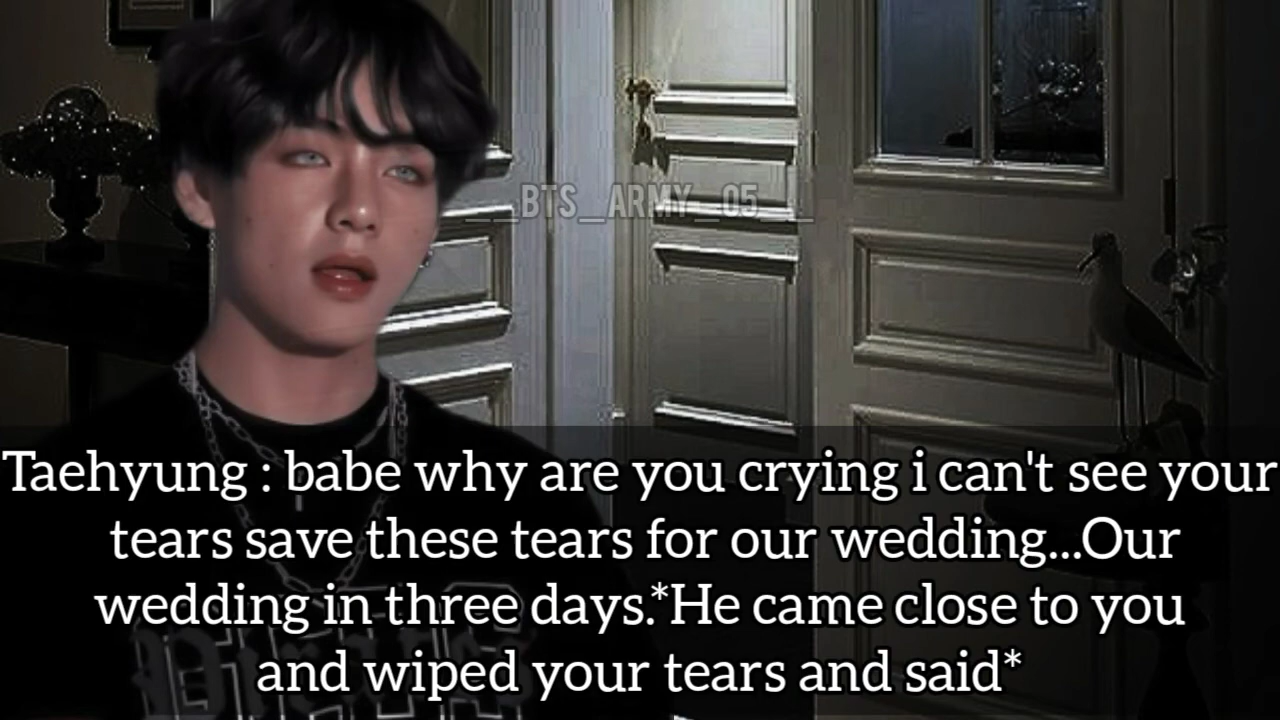 __BTS_ARMY_05__
Taehyung : babe why are you crying i can't see your
tears save these tears for our wedding...Our
wedding in three days.*He came close to you
and wiped your tears and said*